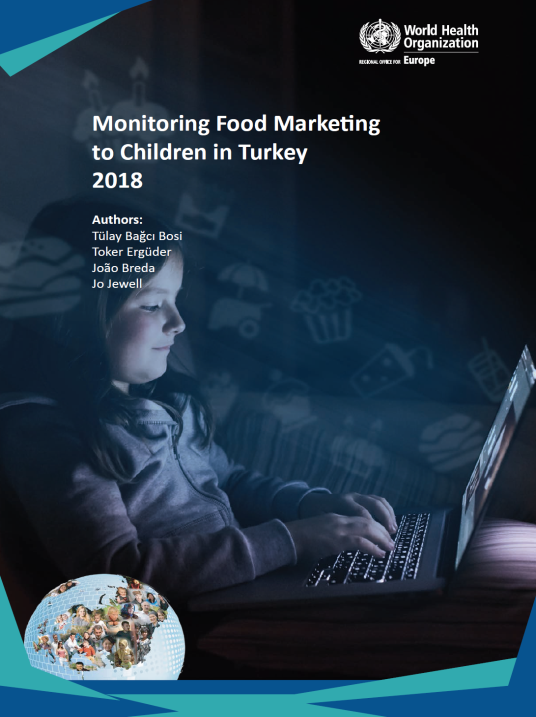 World Health
Organization
REGIONAL OFFICE FOR Europe
Monitoring Food Marketing
to Children in Turkey
2018
Authors:
Tülay Bağcı Bosi
Toker Ergüder
João Breda
Jo Jewell